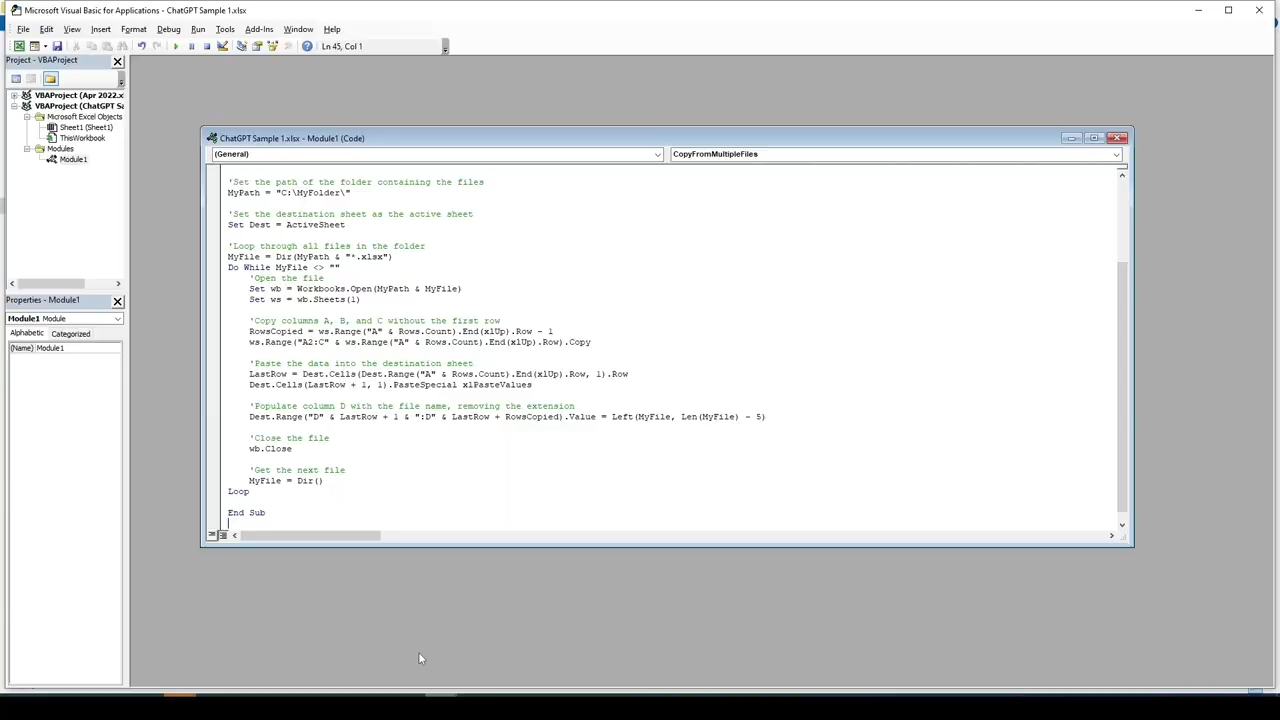 Microsoft Visual Basic for Applications - ChatGPT Sample 1.xlsx
File Edit View Insert Format Debug Run Tools Add-Ins Window Help
Ln 45, Col 1
Project - VBAProject
VBAProject (Apr 2022.x
VBAProject (ChatGPT Sa
Microsoft Excel Objects
Sheet1 (Sheet1)
ThisWorkbook
Modules
Module1
Properties - Module1
Module1 Module
Alphabetic Categorized
(Name) Module1
ChatGPT Sample 1.xlsx - Module1 (Code)
(General) CopyFromMultipleFiles
'Set the path of the folder containing the files
MyPath = "C:\MyFolder\"
'Set the destination sheet as the active sheet
Set Dest = ActiveSheet
'Loop through all files in the folder
MyFile = Dir(MyPath & "*.xlsx")
Do While MyFile <> ""
'Open the file
Set wb = Workbooks.Open(MyPath & MyFile)
Set ws = wb.Sheets(1)
'Copy columns A, B, and C without the first row
RowsCopied = ws.Range("A" & Rows.Count).End(xlUp).Row - 1
ws.Range("A2:C" & ws.Range("A" & Rows.Count).End(xlUp).Row).Copy
'Paste the data into the destination sheet
LastRow = Dest.Cells(Dest.Range("A" & Rows.Count).End(xlUp).Row, 1).Row
Dest.Cells(LastRow + 1, 1).PasteSpecial xlPasteValues
'Populate column D with the file name, removing the extension
Dest.Range("D" & LastRow + 1 & ":D" & LastRow + RowsCopied).Value = Left(MyFile, Len(MyFile) - 5)
'Close the file
wb.Close
'Get the next file
MyFile = Dir()
Loop
End Sub